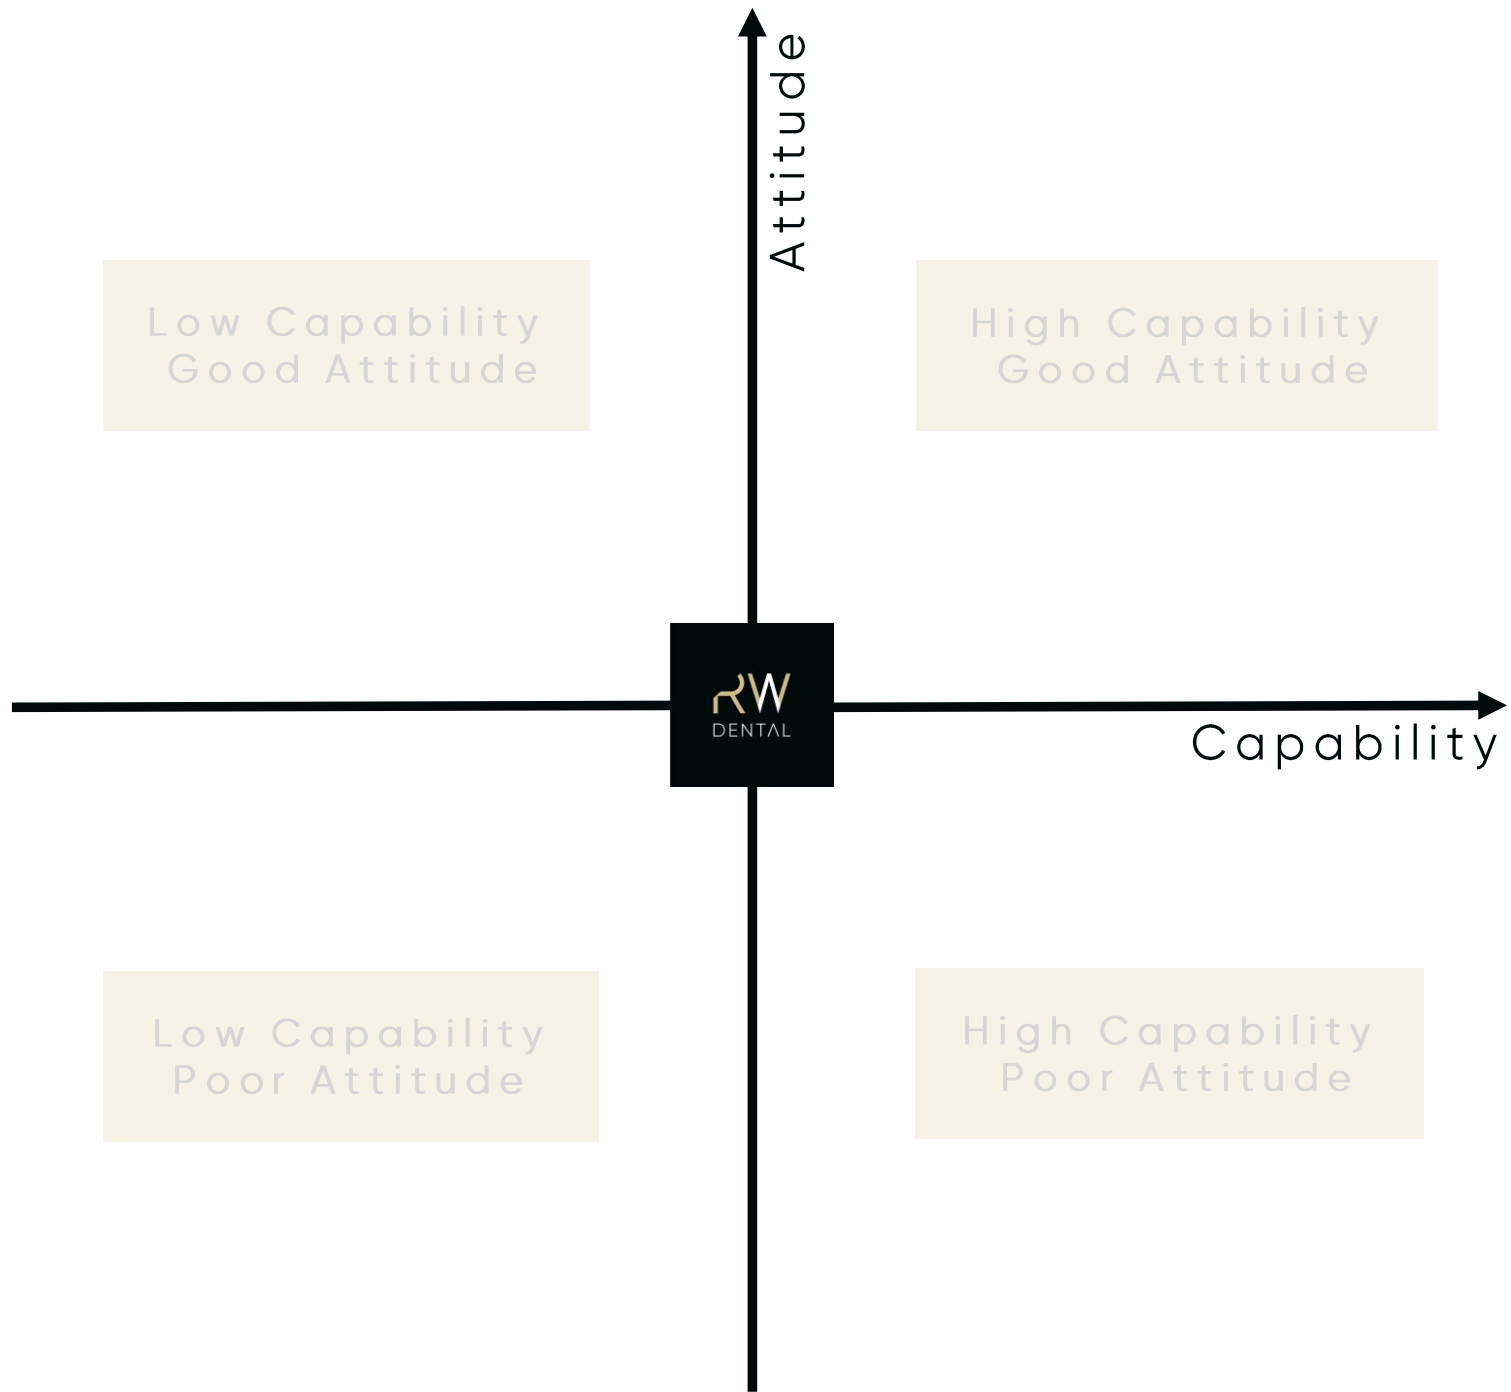 Attitude
Low Capability
Good Attitude
High Capability
Good Attitude
RW
DENTAL
Capability
Low Capability
Poor Attitude
High Capability
Poor Attitude